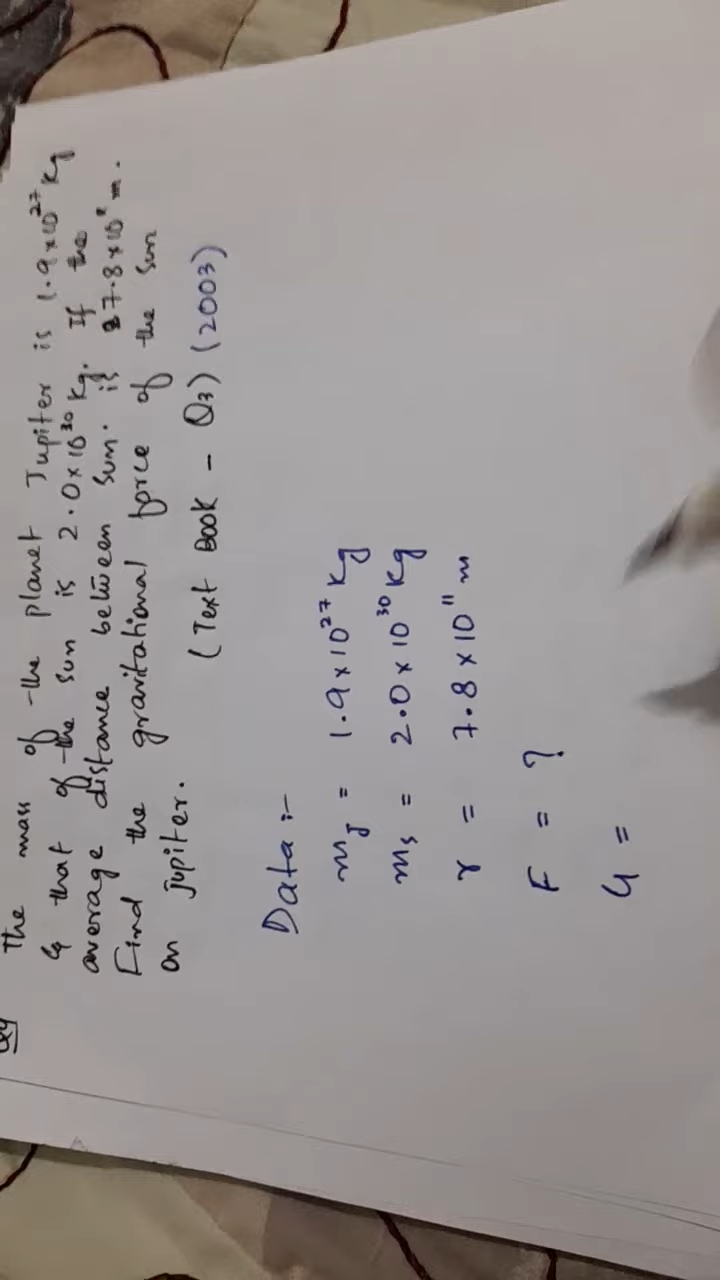 Q4
The mass of the planet Jupiter is 1.9 x 10²⁷ Kg
& that of the sun is 2.0 x 10³⁰ Kg. If the
average distance between sun. is 7.8 x 10¹¹ m.
Find the gravitational force of the sun
on jupiter.
(Text Book - Q3) (2003)
Data :-
mJ = 1.9 x 10²⁷ Kg
ms = 2.0 x 10³⁰ Kg
r = 7.8 x 10¹¹ m
F = ?
G =